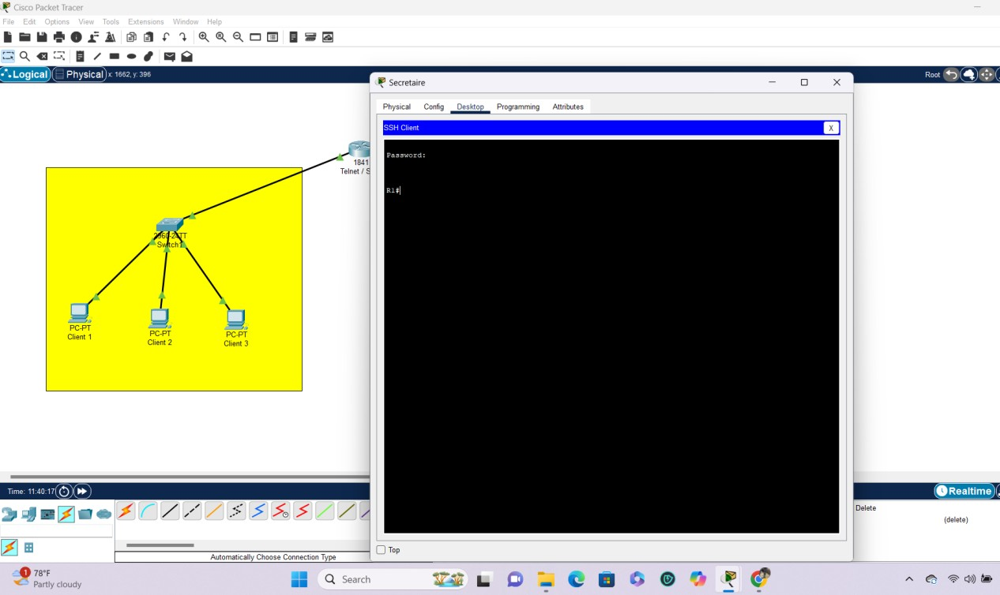 Cisco Packet Tracer
File Edit Options View Tools Extensions Window Help
Logical Physical x: 1662, y: 396
Root
Secretaire
Physical Config Desktop Programming Attributes
SSH Client
X
Password:
R1#
1841
Telnet / S
2960-24TT
Switch1
PC-PT
Client 1
PC-PT
Client 2
PC-PT
Client 3
Top
Time: 11:40:17
Realtime
Delete
(delete)
Automatically Choose Connection Type
1
78°F
Partly cloudy
Search